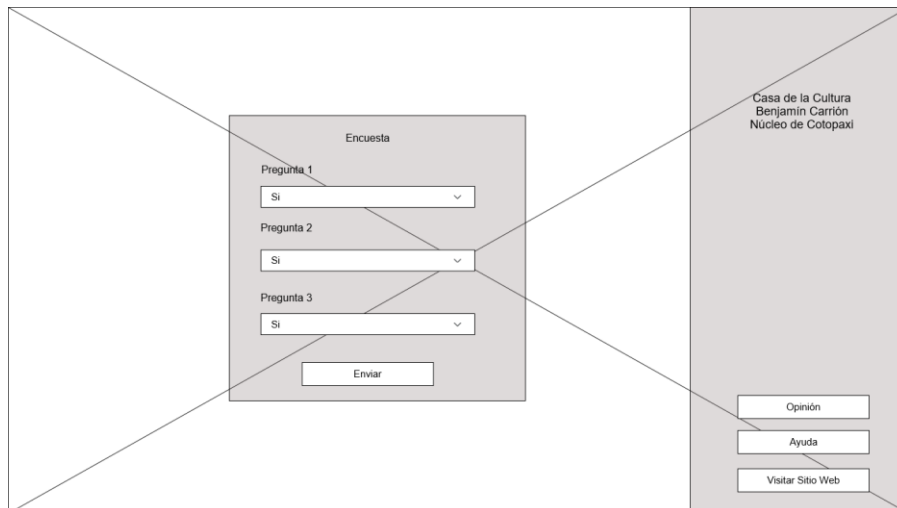 Encuesta
Pregunta 1
Si
Pregunta 2
Si
Pregunta 3
Si
Enviar
Casa de la Cultura
Benjamín Carrión
Núcleo de Cotopaxi
Opinión
Ayuda
Visitar Sitio Web